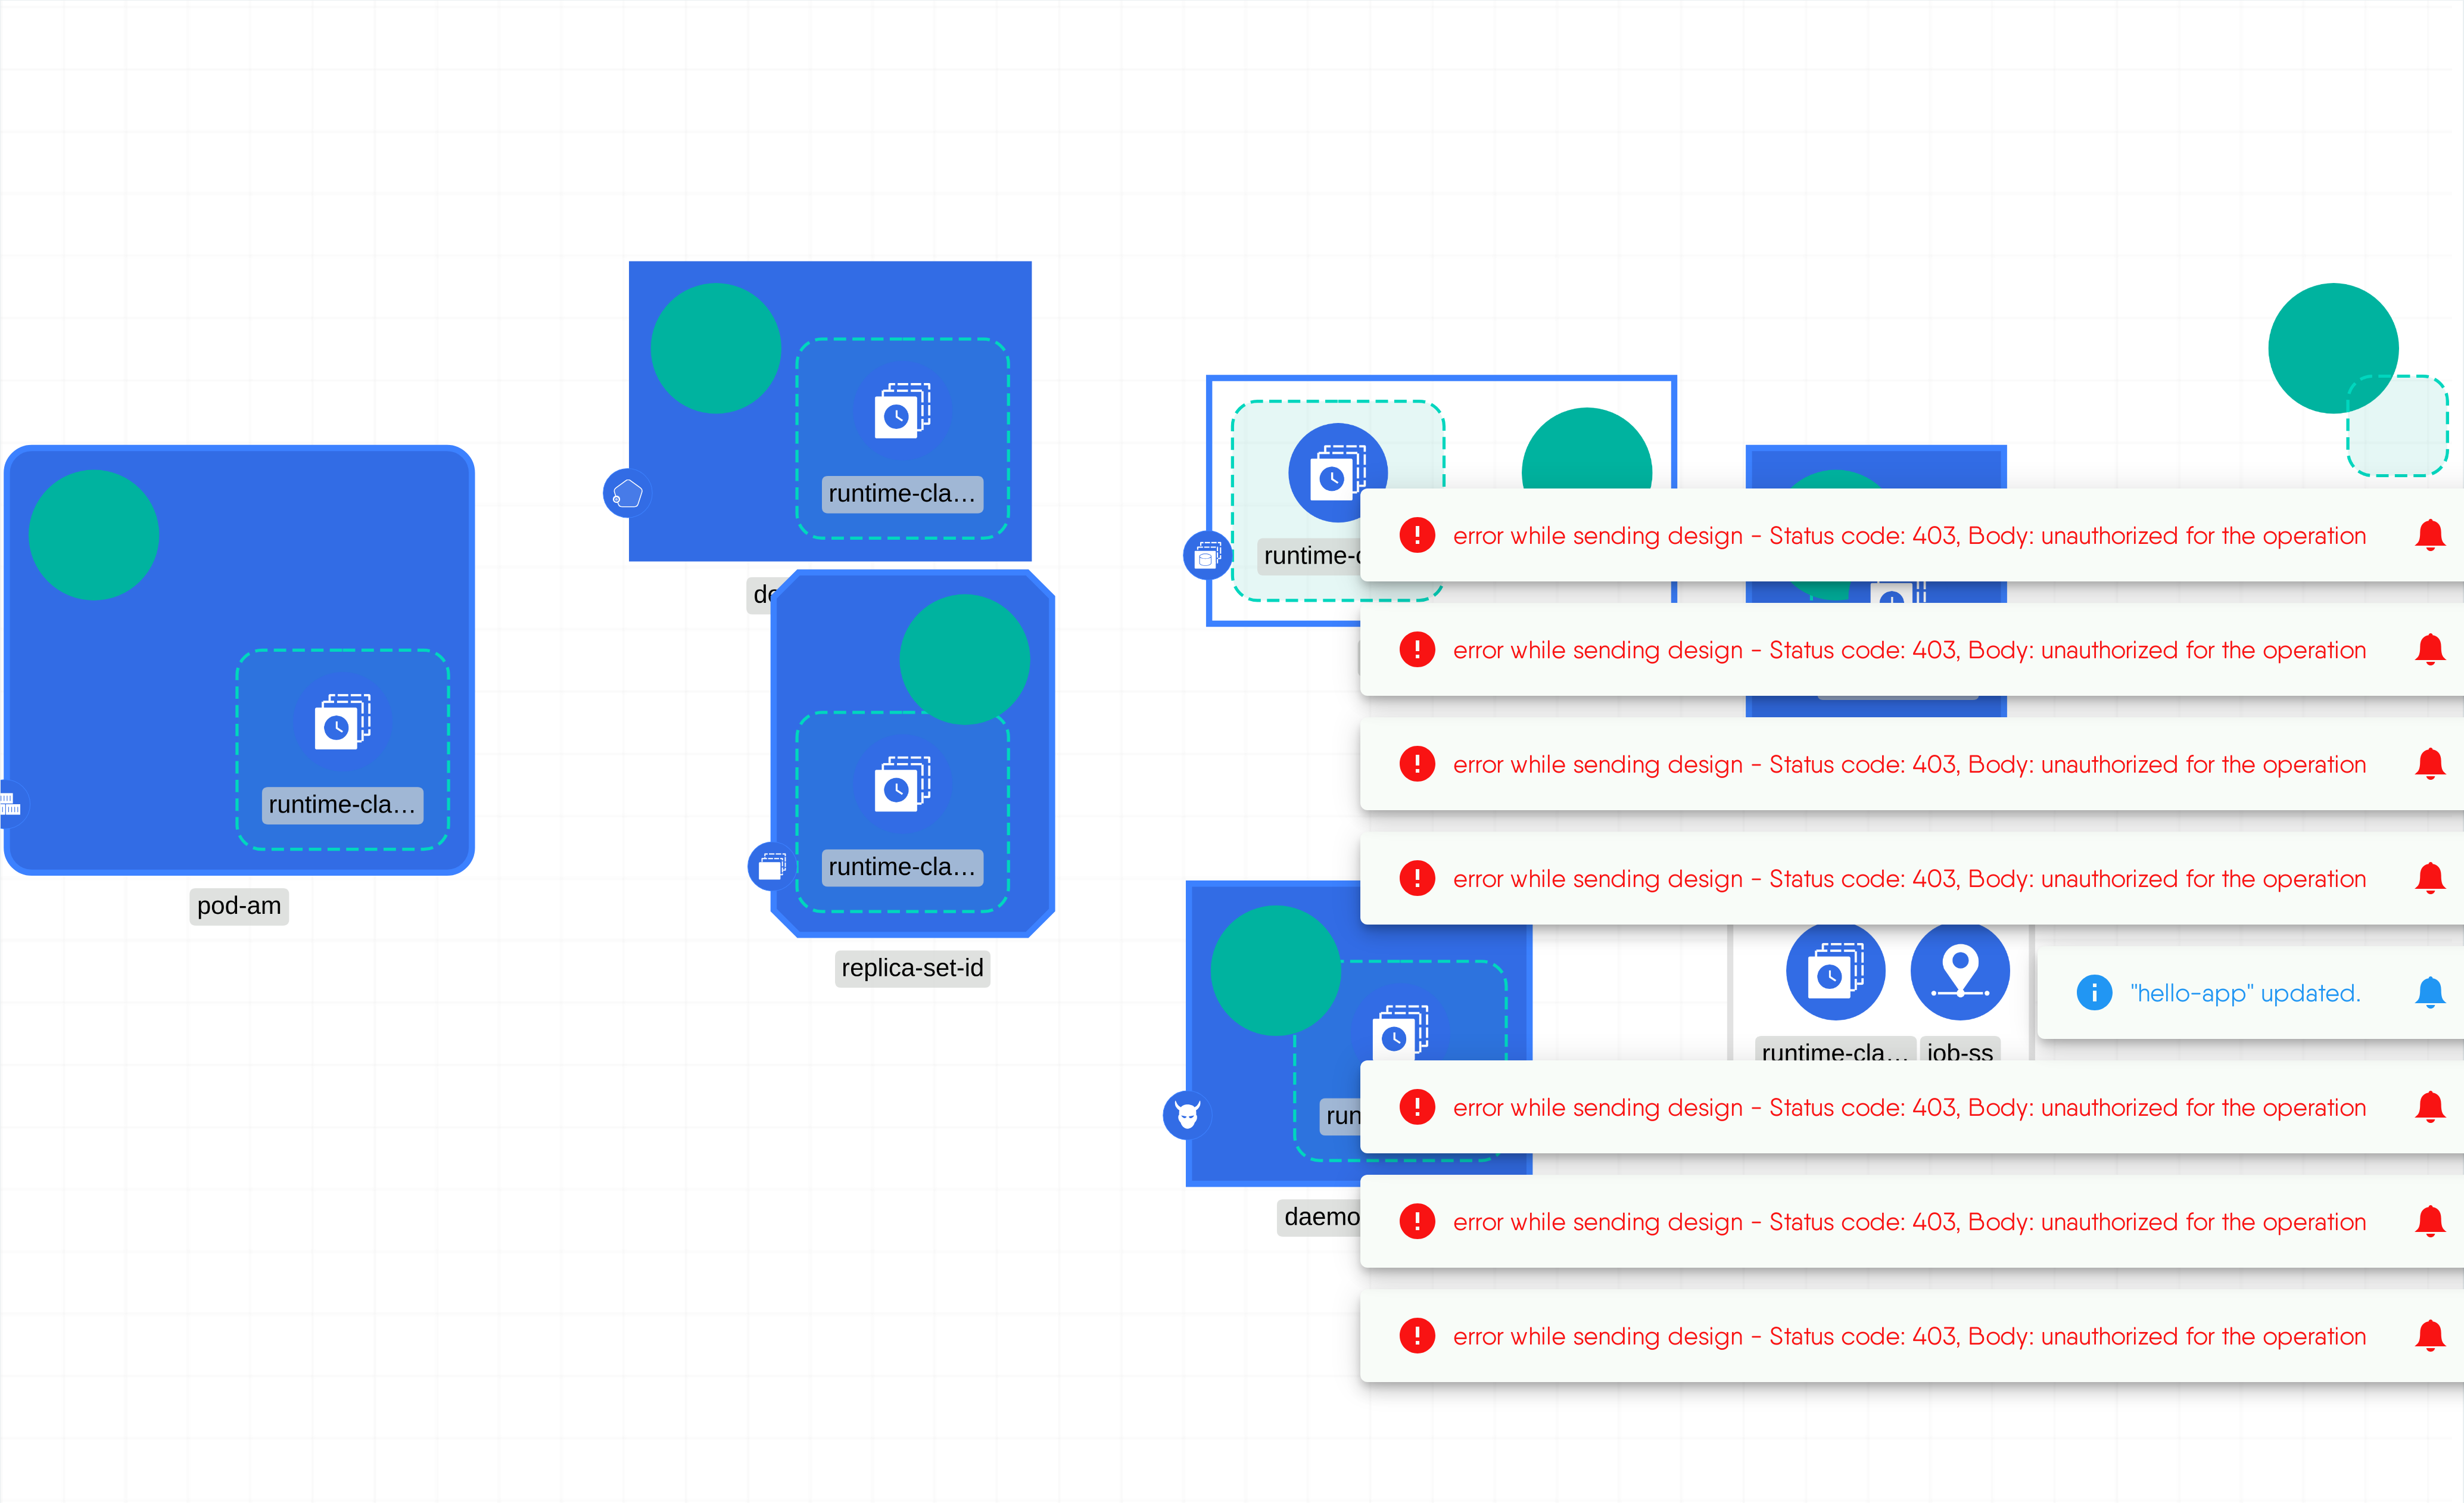 runtime-cla...
runtime-c
error while sending design - Status code: 403, Body: unauthorized for the operation
de
error while sending design - Status code: 403, Body: unauthorized for the operation
error while sending design - Status code: 403, Body: unauthorized for the operation
runtime-cla...
pod-am
runtime-cla...
error while sending design - Status code: 403, Body: unauthorized for the operation
replica-set-id
"hello-app" updated.
runtime-cla...
job-ss
run
error while sending design - Status code: 403, Body: unauthorized for the operation
daemo
error while sending design - Status code: 403, Body: unauthorized for the operation
error while sending design - Status code: 403, Body: unauthorized for the operation